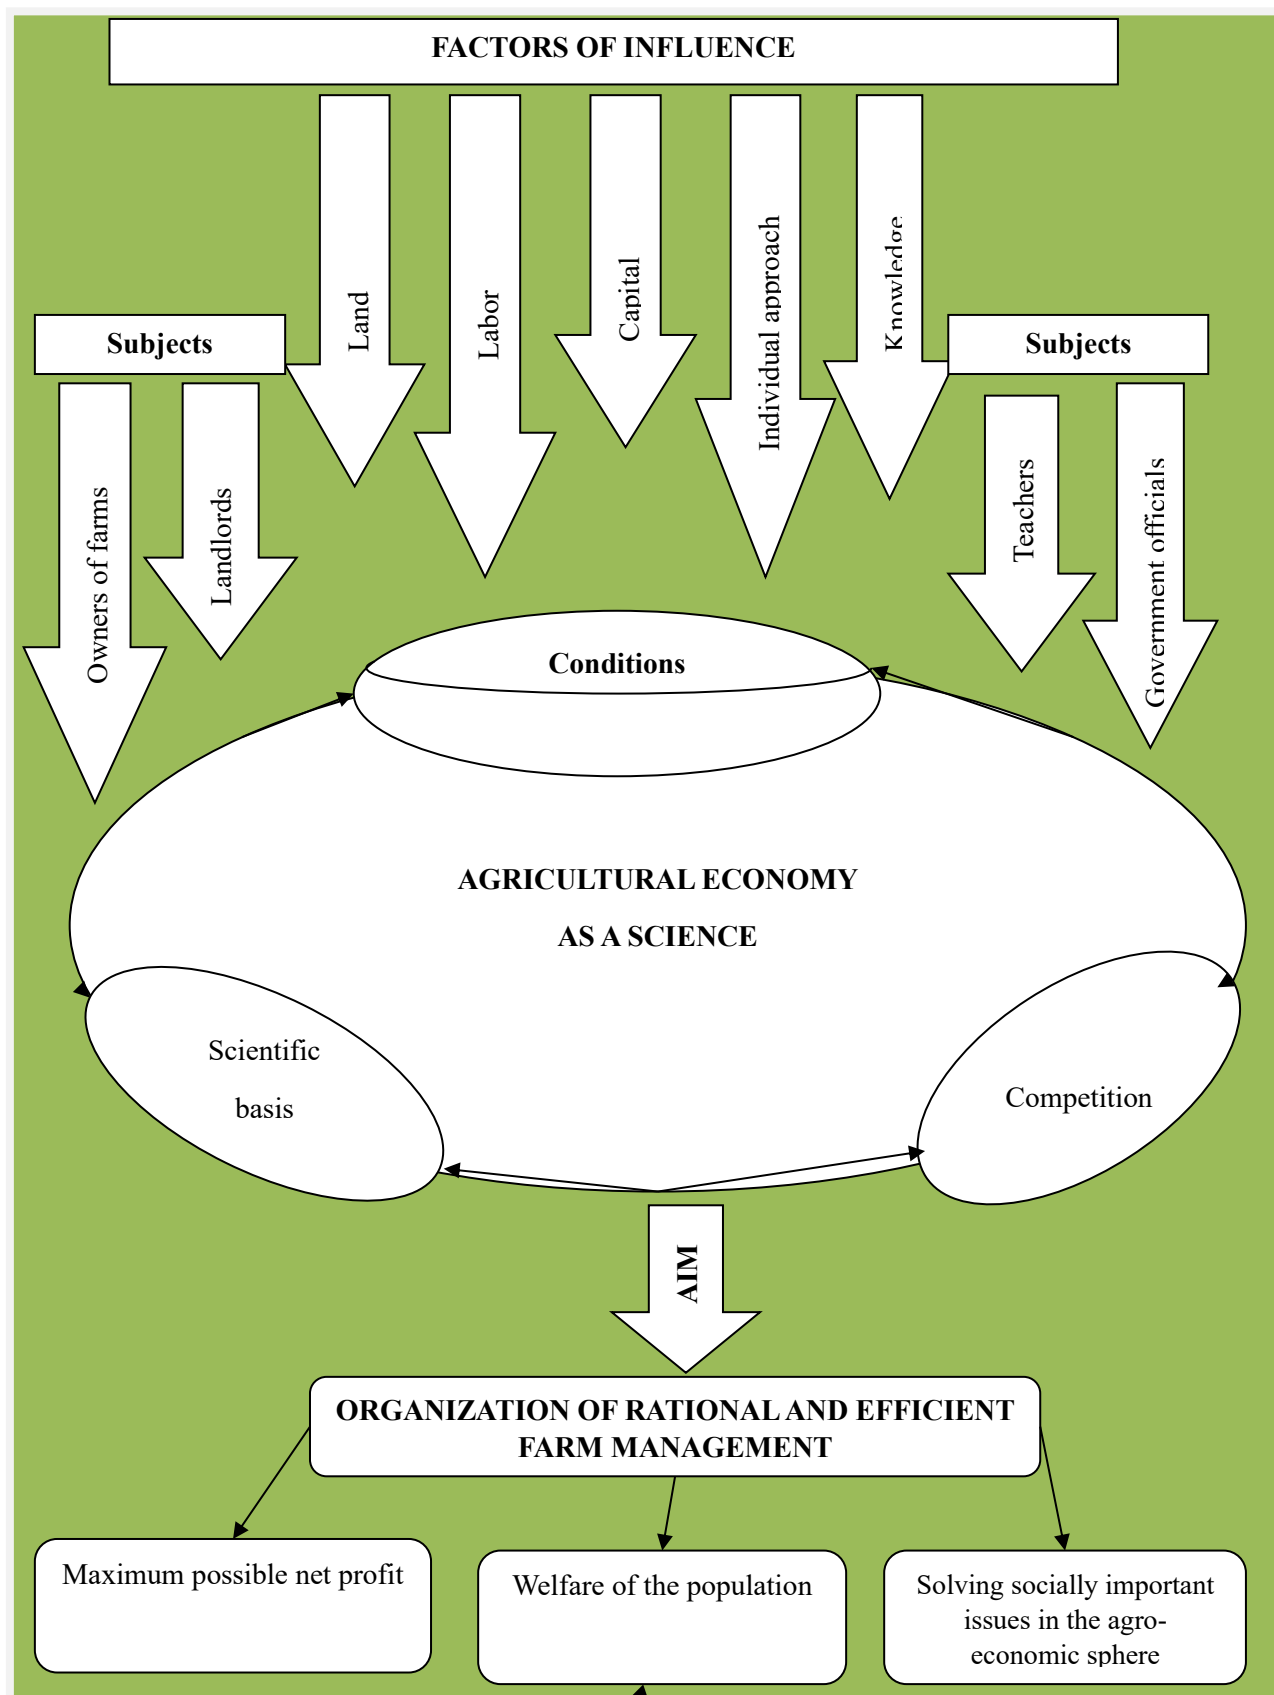 FACTORS OF INFLUENCE
Land
Labor
Capital
Individual approach
Knowledge
Subjects
Subjects
Owners of farms
Landlords
Teachers
Government officials
Conditions
AGRICULTURAL ECONOMY
AS A SCIENCE
Scientific
basis
Competition
AIM
ORGANIZATION OF RATIONAL AND EFFICIENT
FARM MANAGEMENT
Maximum possible net profit
Welfare of the population
Solving socially important
issues in the agro-
economic sphere